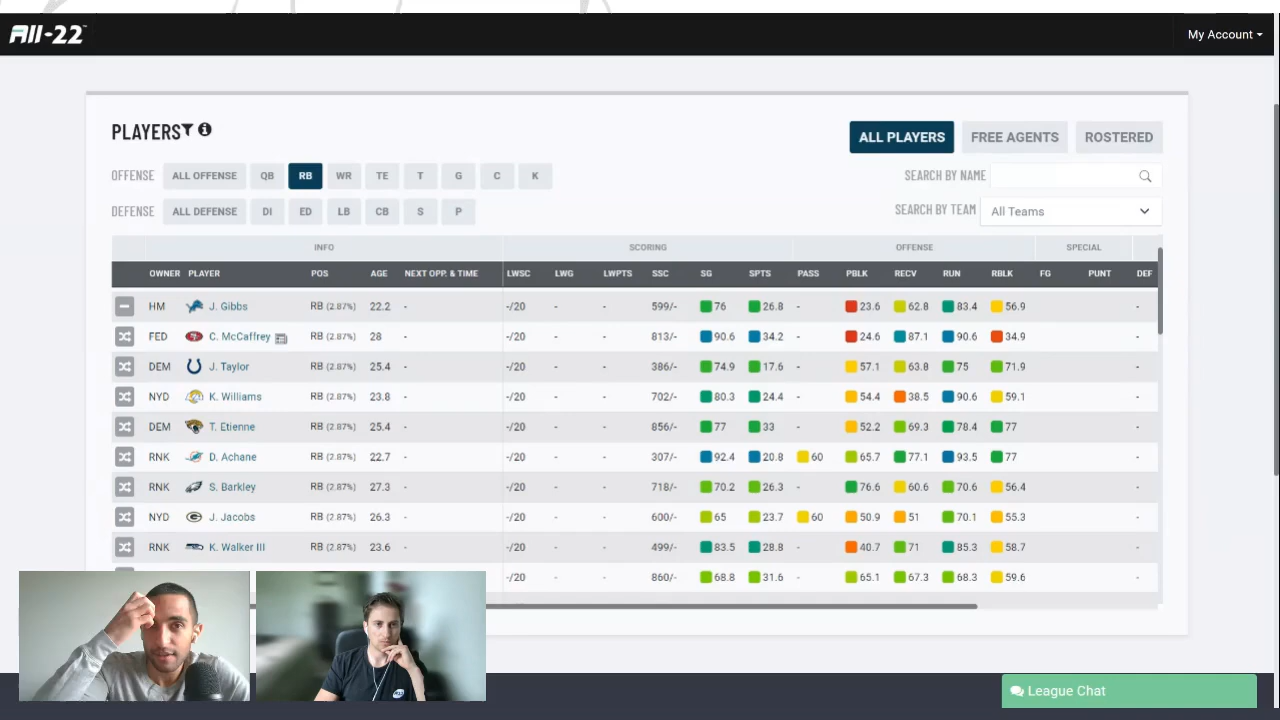 All-22
My Account
PLAYERS
ALL PLAYERS FREE AGENTS ROSTERED
OFFENSE ALL OFFENSE QB RB WR TE T G C K
SEARCH BY NAME
DEFENSE ALL DEFENSE DI ED LB CB S P
SEARCH BY TEAM All Teams
INFO SCORING OFFENSE SPECIAL
OWNER PLAYER POS AGE NEXT OPP. & TIME LWSC LWG LWPTS SSC SG SPTS PASS PBLK RECV RUN RBLK FG PUNT DEF
HM J. Gibbs RB (2.87%) 22.2 - -/20 - - 599/- 76 26.8 - 23.6 62.8 83.4 56.9 -
FED C. McCaffrey RB (2.87%) 28 - -/20 - - 813/- 90.6 34.2 - 24.6 87.1 90.6 34.9 -
DEM J. Taylor RB (2.87%) 25.4 - -/20 - - 386/- 74.9 17.6 - 57.1 63.8 75 71.9 -
NYD K. Williams RB (2.87%) 23.8 - -/20 - - 702/- 80.3 24.4 - 54.4 38.5 90.6 59.1 -
DEM T. Etienne RB (2.87%) 25.4 - -/20 - - 856/- 77 33 - 52.2 69.3 78.4 77 -
RNK D. Achane RB (2.87%) 22.7 - -/20 - - 307/- 92.4 20.8 60 65.7 77.1 93.5 77 -
RNK S. Barkley RB (2.87%) 27.3 - -/20 - - 718/- 70.2 26.3 - 76.6 60.6 70.6 56.4 -
NYD J. Jacobs RB (2.87%) 26.3 - -/20 - - 600/- 65 23.7 60 50.9 51 70.1 55.3 -
RNK K. Walker III RB (2.87%) 23.6 - -/20 - - 499/- 83.5 28.8 - 40.7 71 85.3 58.7 -
-/20 - - 860/- 68.8 31.6 - 65.1 67.3 68.3 59.6 -
League Chat